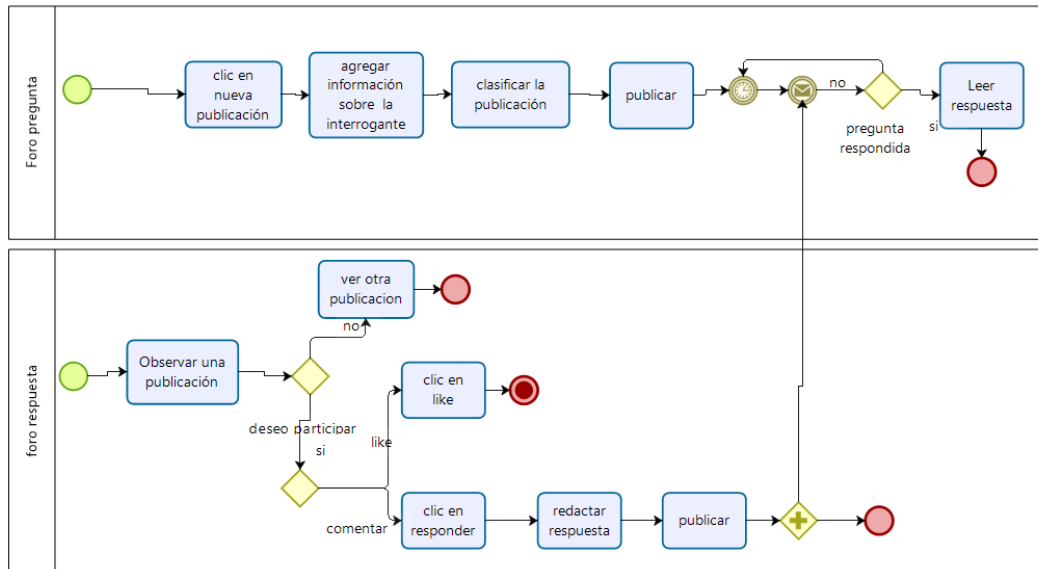 Foro pregunta
clic en
nueva
publicación
agregar
información
sobre la
interrogante
clasificar la
publicación
publicar
no
pregunta
respondida
si
Leer
respuesta
foro respuesta
Observar una
publicación
ver otra
publicacion
no
deseo participar
si
like
clic en
like
comentar
clic en
responder
redactar
respuesta
publicar